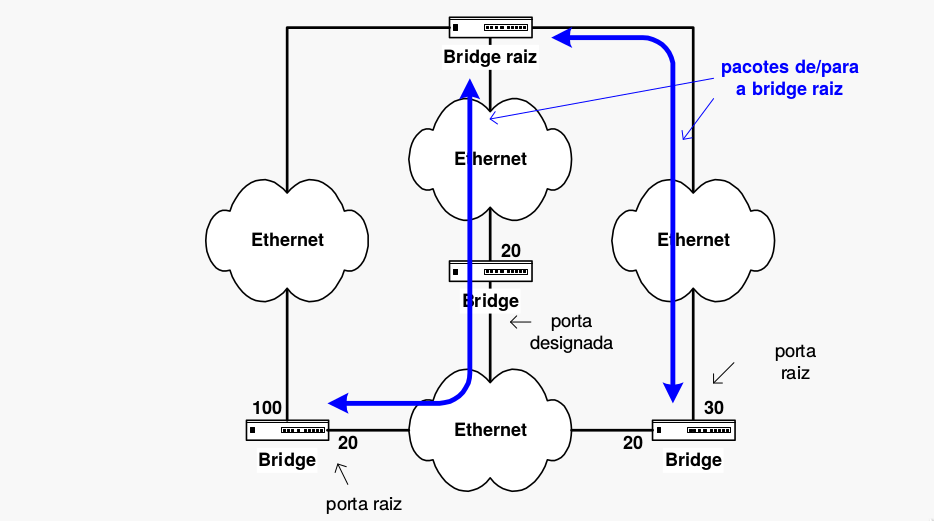 Bridge raiz
pacotes de/para
a bridge raiz
Ethernet
Ethernet
Ethernet
20
Bridge
porta
designada
porta
raiz
100
30
Ethernet
20
20
Bridge
Bridge
porta raiz